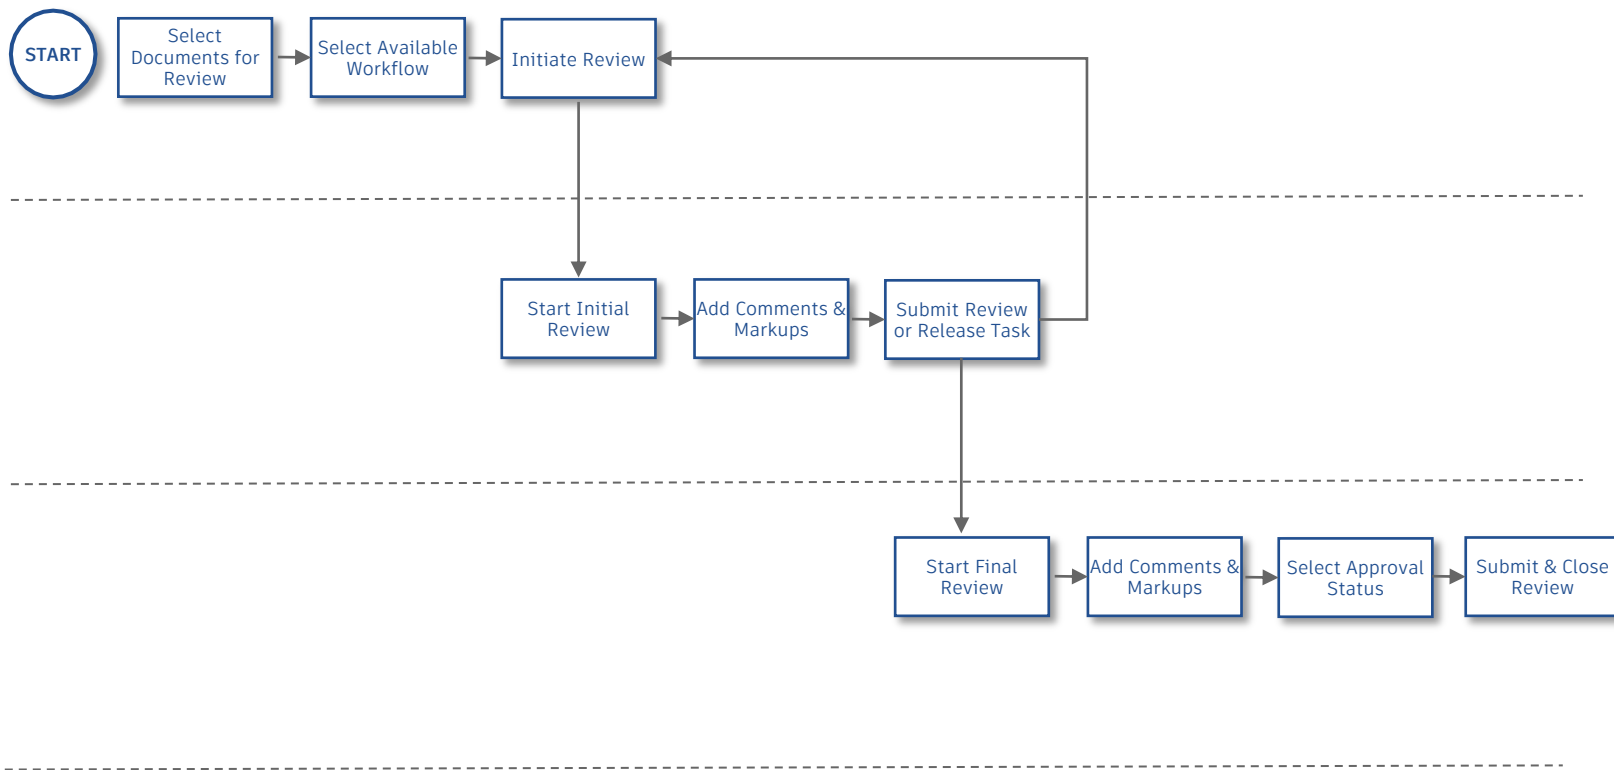 START
Select
Documents for
Review
Select Available
Workflow
Initiate Review
Start Initial
Review
Add Comments &
Markups
Submit Review
or Release Task
Start Final
Review
Add Comments &
Markups
Select Approval
Status
Submit & Close
Review